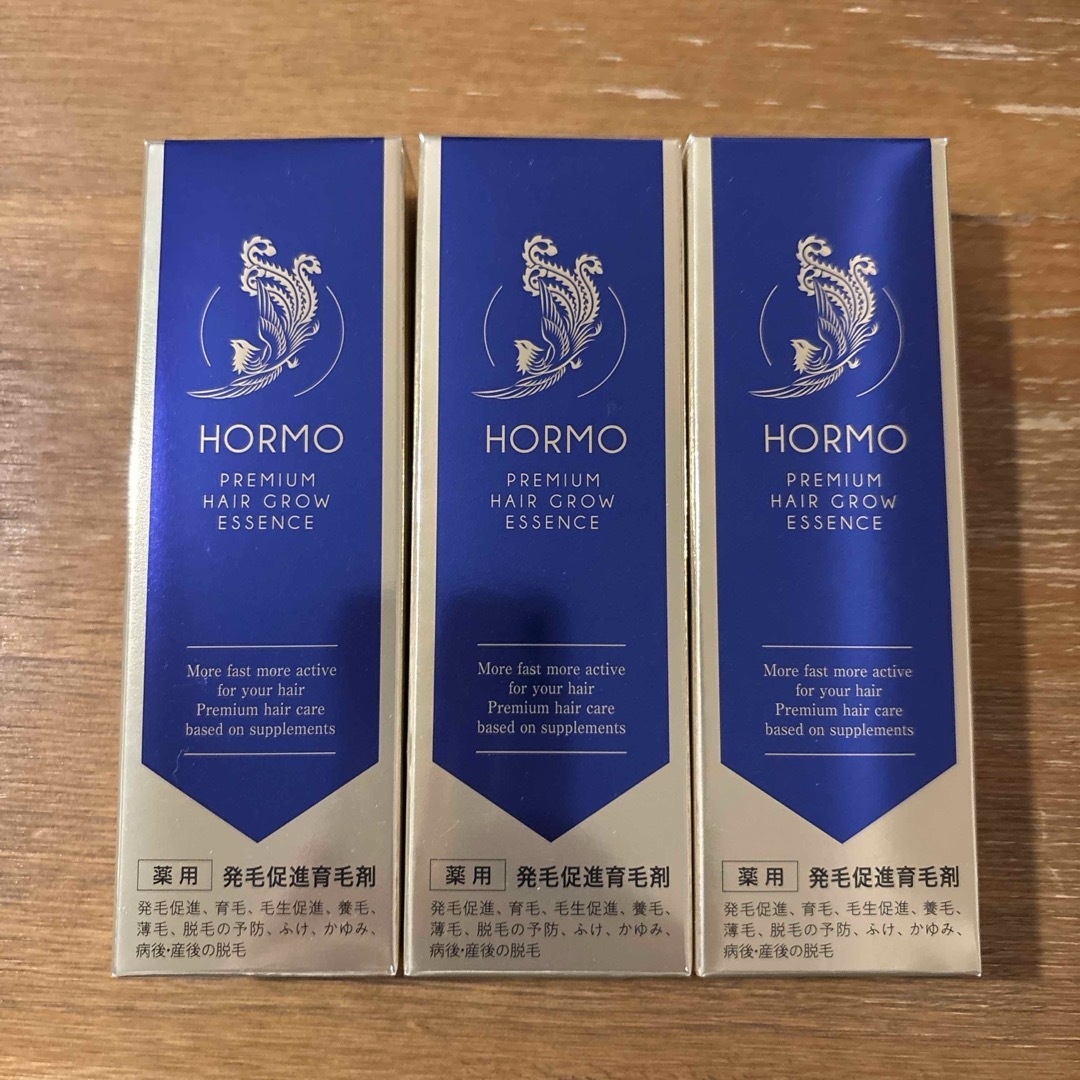 HORMO
PREMIUM
HAIR GROW
ESSENCE
More fast more active
for your hair
Premium hair care
based on supplements
薬用 発毛促進育毛剤
発毛促進、育毛、毛生促進、養毛、
薄毛、脱毛の予防、ふけ、かゆみ、
病後・産後の脱毛
HORMO
PREMIUM
HAIR GROW
ESSENCE
More fast more active
for your hair
Premium hair care
based on supplements
薬用 発毛促進育毛剤
発毛促進、育毛、毛生促進、養毛、
薄毛、脱毛の予防、ふけ、かゆみ、
病後・産後の脱毛
HORMO
PREMIUM
HAIR GROW
ESSENCE
More fast more active
for your hair
Premium hair care
based on supplements
薬用 発毛促進育毛剤
発毛促進、育毛、毛生促進、養毛、
薄毛、脱毛の予防、ふけ、かゆみ、
病後・産後の脱毛